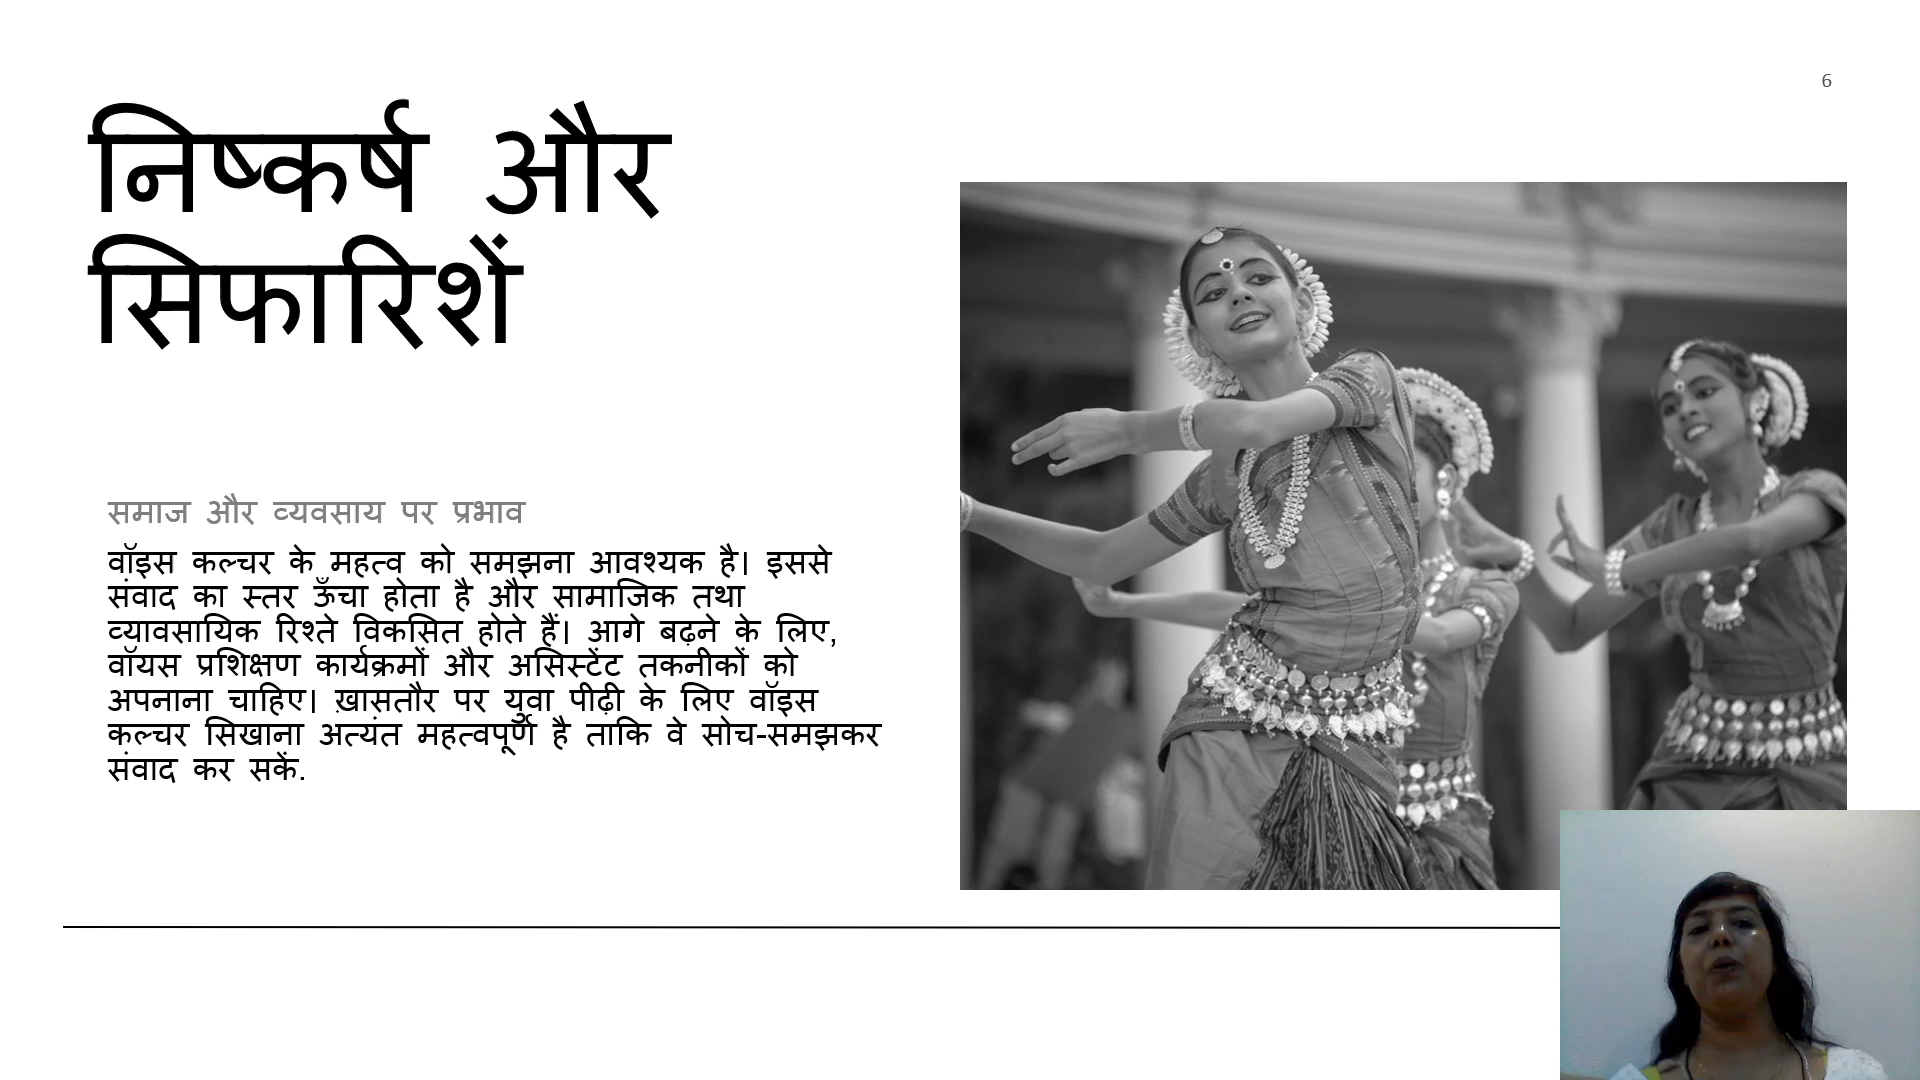 6
निष्कर्ष और
सिफारिशें
समाज और व्यवसाय पर प्रभाव
वॉइस कल्चर के महत्व को समझना आवश्यक है। इससे
संवाद का स्तर ऊँचा होता है और सामाजिक तथा
व्यावसायिक रिश्ते विकसित होते हैं। आगे बढ़ने के लिए,
वॉयस प्रशिक्षण कार्यक्रमों और असिस्टेंट तकनीकों को
अपनाना चाहिए। ख़ासतौर पर युवा पीढ़ी के लिए वॉइस
कल्चर सिखाना अत्यंत महत्वपूर्ण है ताकि वे सोच-समझकर
संवाद कर सकें.